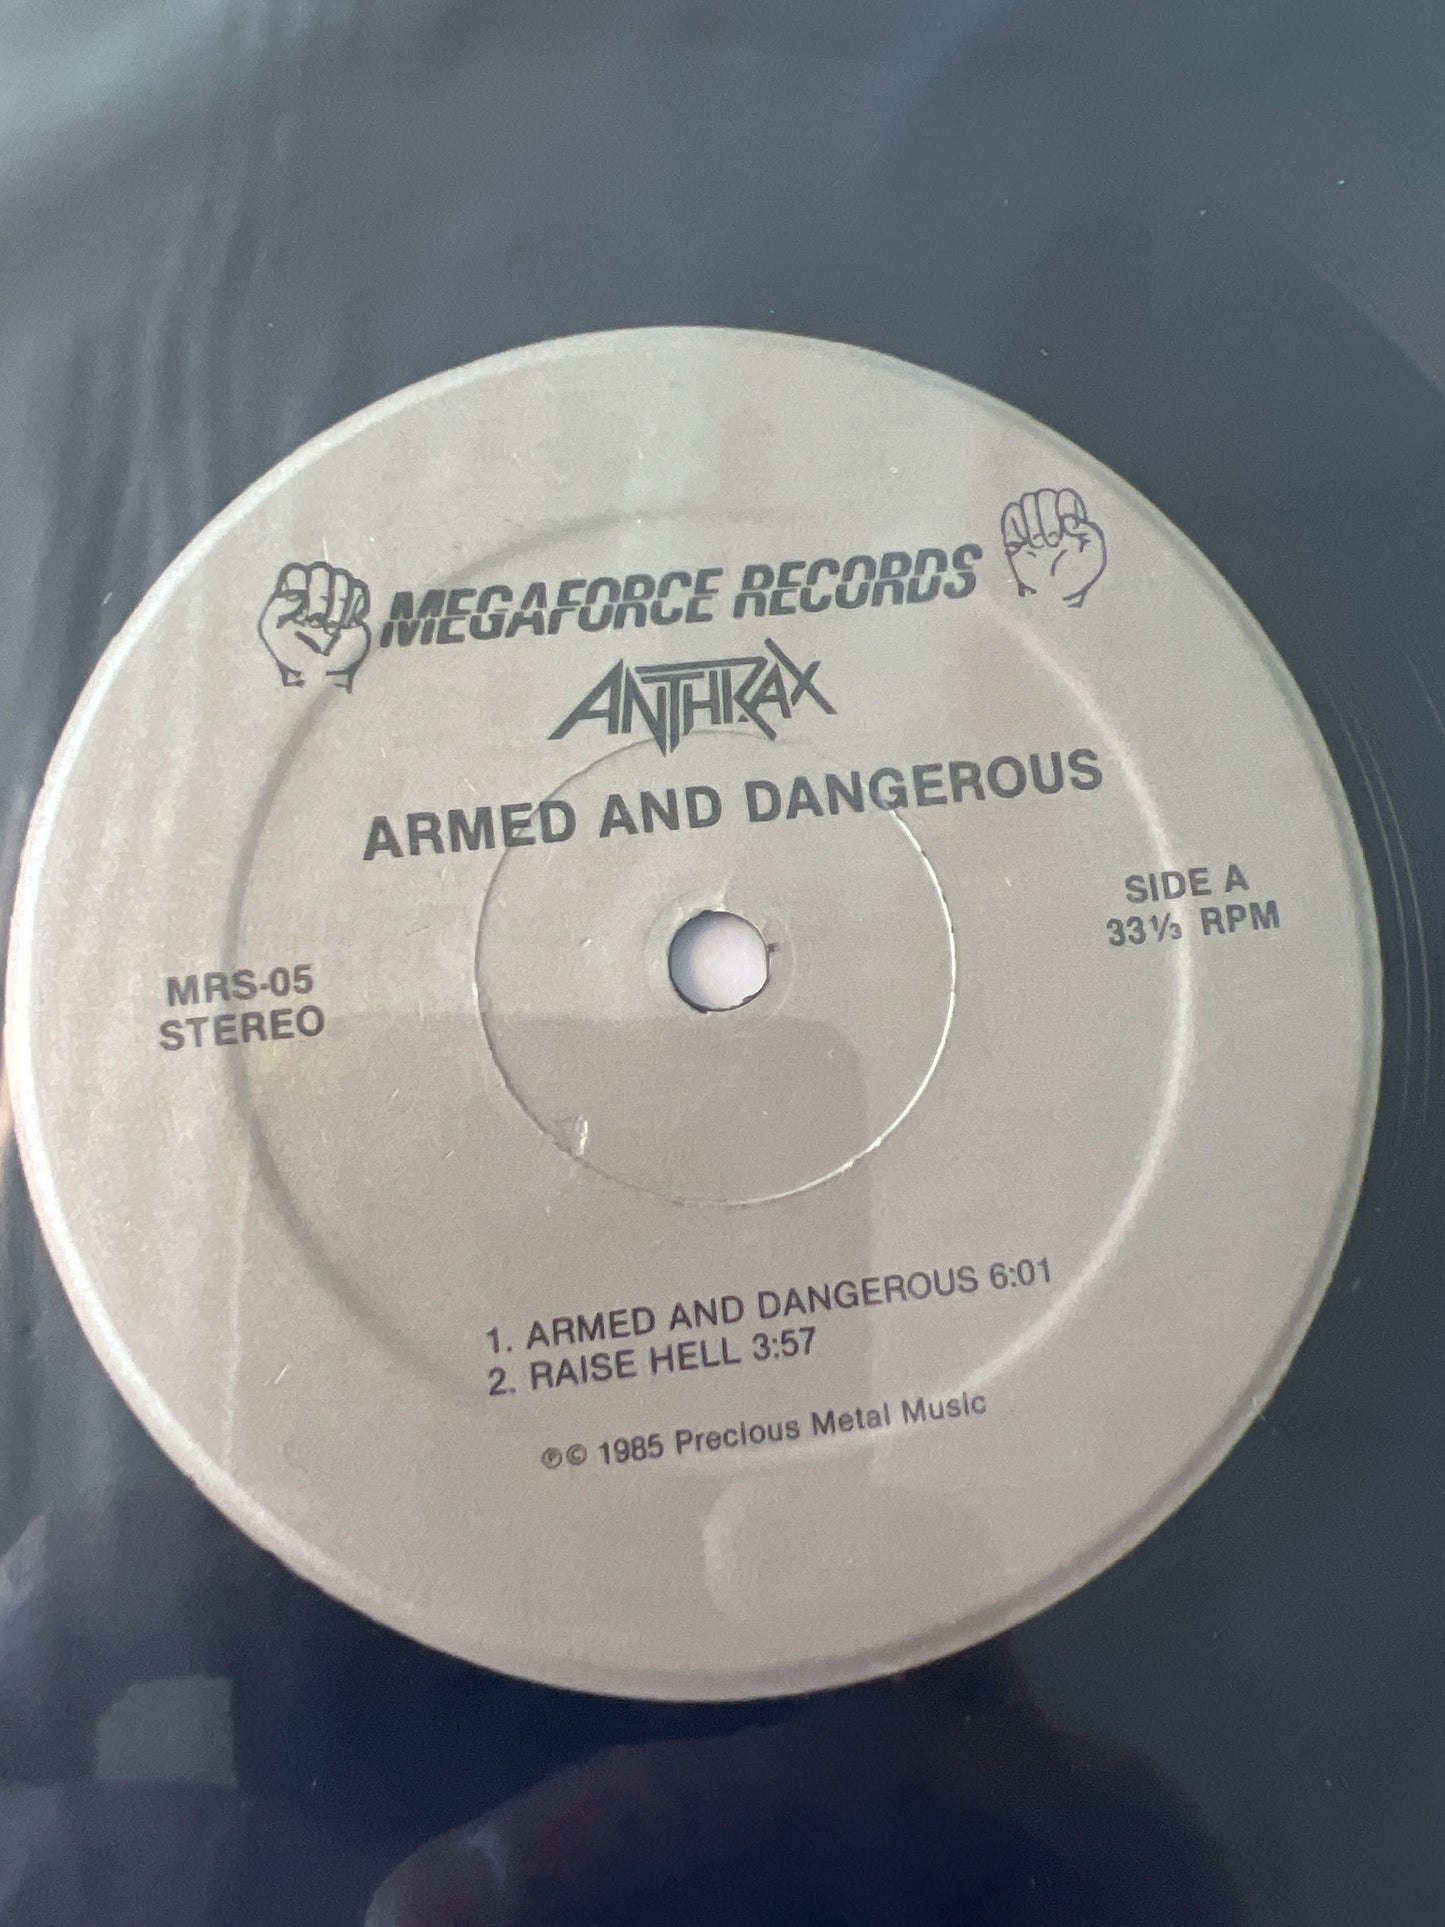 MEGAFORCE RECORDS
ANTHRAX
ARMED AND DANGEROUS
SIDE A
33⅓ RPM
MRS-05
STEREO
1. ARMED AND DANGEROUS 6:01
2. RAISE HELL 3:57
℗© 1985 Precious Metal Music